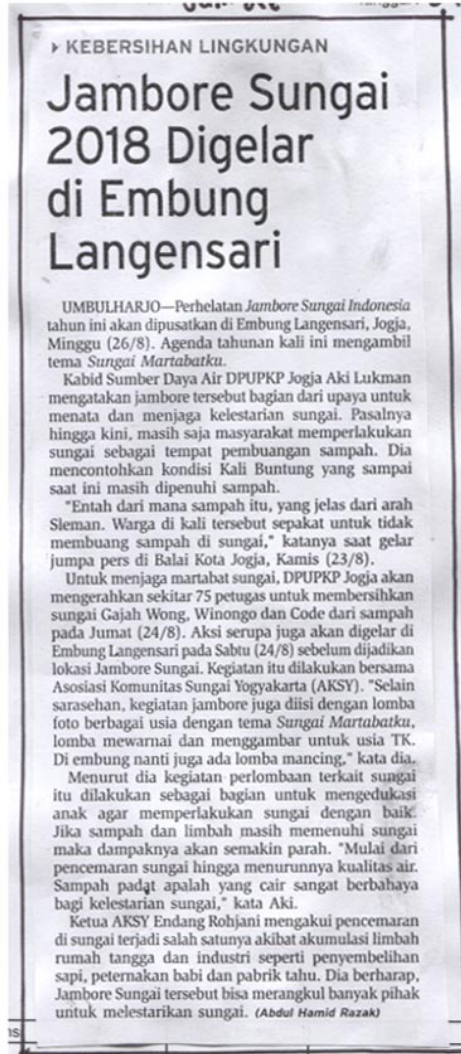 ▸ KEBERSIHAN LINGKUNGAN
Jambore Sungai
2018 Digelar
di Embung
Langensari
UMBULHARJO—Perhelatan Jambore Sungai Indonesia
tahun ini akan dipusatkan di Embung Langensari, Jogja,
Minggu (26/8). Agenda tahunan kali ini mengambil
tema Sungai Martabatku.
Kabid Sumber Daya Air DPUPKP Jogja Aki Lukman
mengatakan jambore tersebut bagian dari upaya untuk
menata dan menjaga kelestarian sungai. Pasalnya
hingga kini, masih saja masyarakat memperlakukan
sungai sebagai tempat pembuangan sampah. Dia
mencontohkan kondisi Kali Buntung yang sampai
saat ini masih dipenuhi sampah.
"Entah dari mana sampah itu, yang jelas dari arah
Sleman. Warga di kali tersebut sepakat untuk tidak
membuang sampah di sungai," katanya saat gelar
jumpa pers di Balai Kota Jogja, Kamis (23/8).
Untuk menjaga martabat sungai, DPUPKP Jogja akan
mengerahkan sekitar 75 petugas untuk membersihkan
sungai Gajah Wong, Winongo dan Code dari sampah
pada Jumat (24/8). Aksi serupa juga akan digelar di
Embung Langensari pada Sabtu (24/8) sebelum dijadikan
lokasi Jambore Sungai. Kegiatan itu dilakukan bersama
Asosiasi Komunitas Sungai Yogyakarta (AKSY). "Selain
sarasehan, kegiatan jambore juga diisi dengan lomba
foto berbagai usia dengan tema Sungai Martabatku,
lomba mewarnai dan menggambar untuk usia TK.
Di embung nanti juga ada lomba mancing," kata dia.
Menurut dia kegiatan perlombaan terkait sungai
itu dilakukan sebagai bagian untuk mengedukasi
anak agar memperlakukan sungai dengan baik.
Jika sampah dan limbah masih memenuhi sungai
maka dampaknya akan semakin parah. "Mulai dari
pencemaran sungai hingga menurunnya kualitas air.
Sampah padat apalah yang cair sangat berbahaya
bagi kelestarian sungai," kata Aki.
Ketua AKSY Endang Rohjani mengakui pencemaran
di sungai terjadi salah satunya akibat akumulasi limbah
rumah tangga dan industri seperti penyembelihan
sapi, peternakan babi dan pabrik tahu. Dia berharap,
Jambore Sungai tersebut bisa merangkul banyak pihak
untuk melestarikan sungai. (Abdul Hamid Razak)